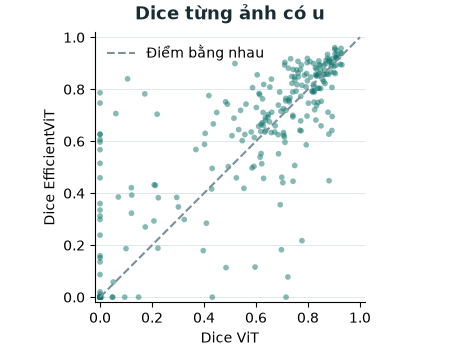 Dice từng ảnh có u
Điểm bằng nhau
Dice EfficientViT
1.0
0.8
0.6
0.4
0.2
0.0
0.0 0.2 0.4 0.6 0.8 1.0
Dice ViT